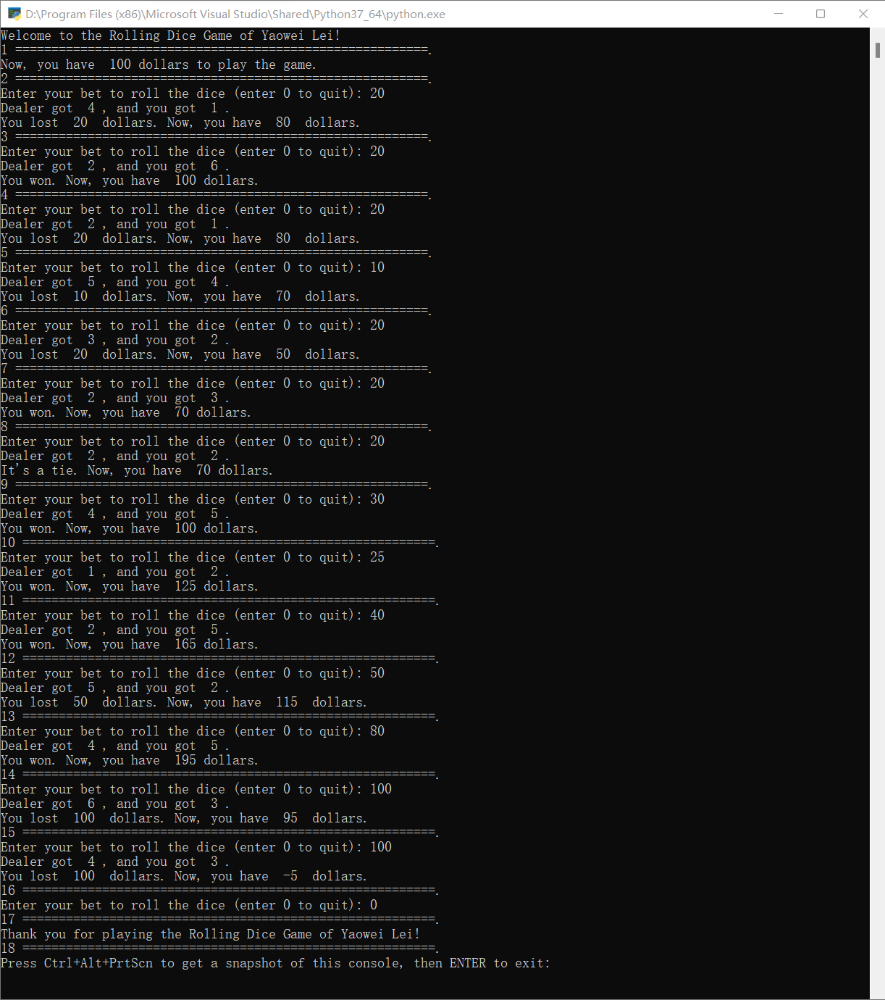 D:\Program Files (x86)\Microsoft Visual Studio\Shared\Python37_64\python.exe
Welcome to the Rolling Dice Game of Yaowei Lei!
1 =========================================================.
Now, you have  100 dollars to play the game.
2 =========================================================.
Enter your bet to roll the dice (enter 0 to quit): 20
Dealer got  4 , and you got  1 .
You lost  20  dollars. Now, you have  80  dollars.
3 =========================================================.
Enter your bet to roll the dice (enter 0 to quit): 20
Dealer got  2 , and you got  6 .
You won. Now, you have  100 dollars.
4 =========================================================.
Enter your bet to roll the dice (enter 0 to quit): 20
Dealer got  2 , and you got  1 .
You lost  20  dollars. Now, you have  80  dollars.
5 =========================================================.
Enter your bet to roll the dice (enter 0 to quit): 10
Dealer got  5 , and you got  4 .
You lost  10  dollars. Now, you have  70  dollars.
6 =========================================================.
Enter your bet to roll the dice (enter 0 to quit): 20
Dealer got  3 , and you got  2 .
You lost  20  dollars. Now, you have  50  dollars.
7 =========================================================.
Enter your bet to roll the dice (enter 0 to quit): 20
Dealer got  2 , and you got  3 .
You won. Now, you have  70 dollars.
8 =========================================================.
Enter your bet to roll the dice (enter 0 to quit): 20
Dealer got  2 , and you got  2 .
It's a tie. Now, you have  70 dollars.
9 =========================================================.
Enter your bet to roll the dice (enter 0 to quit): 30
Dealer got  4 , and you got  5 .
You won. Now, you have  100 dollars.
10 =========================================================.
Enter your bet to roll the dice (enter 0 to quit): 25
Dealer got  1 , and you got  2 .
You won. Now, you have  125 dollars.
11 =========================================================.
Enter your bet to roll the dice (enter 0 to quit): 40
Dealer got  2 , and you got  5 .
You won. Now, you have  165 dollars.
12 =========================================================.
Enter your bet to roll the dice (enter 0 to quit): 50
Dealer got  5 , and you got  2 .
You lost  50  dollars. Now, you have  115  dollars.
13 =========================================================.
Enter your bet to roll the dice (enter 0 to quit): 80
Dealer got  4 , and you got  5 .
You won. Now, you have  195 dollars.
14 =========================================================.
Enter your bet to roll the dice (enter 0 to quit): 100
Dealer got  6 , and you got  3 .
You lost  100  dollars. Now, you have  95  dollars.
15 =========================================================.
Enter your bet to roll the dice (enter 0 to quit): 100
Dealer got  4 , and you got  3 .
You lost  100  dollars. Now, you have  -5  dollars.
16 =========================================================.
Enter your bet to roll the dice (enter 0 to quit): 0
17 =========================================================.
Thank you for playing the Rolling Dice Game of Yaowei Lei!
18 =========================================================.
Press Ctrl+Alt+PrtScn to get a snapshot of this console, then ENTER to exit: